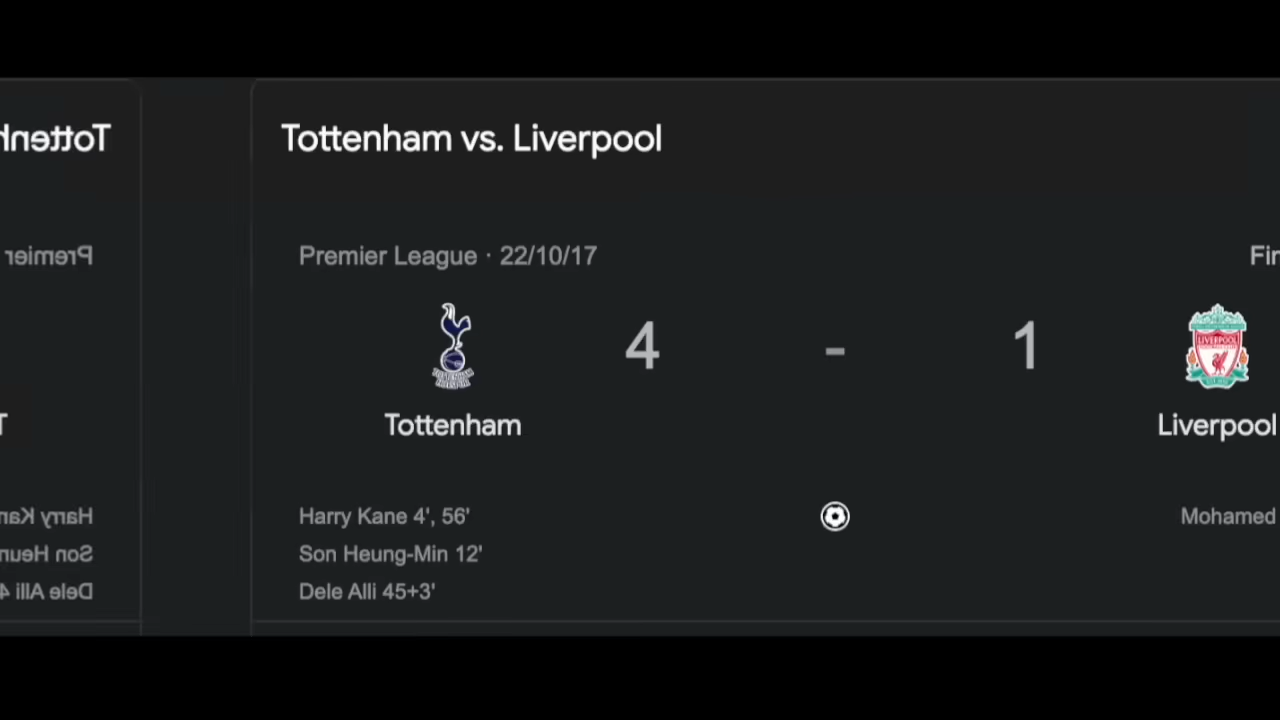 Tottenham vs. Liverpool
Premier League · 22/10/17
Fin
4 - 1
Tottenham
Liverpool
Harry Kane 4', 56'
Mohamed
Son Heung-Min 12'
Dele Alli 45+3'